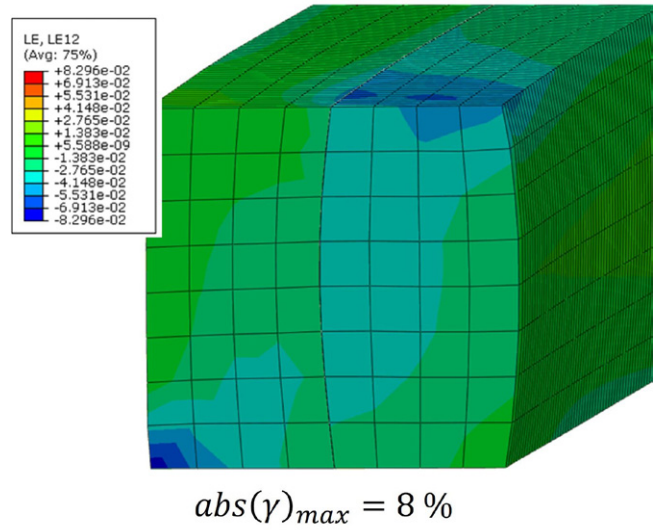 LE, LE12
(Avg: 75%)
+8.296e-02
+6.913e-02
+5.531e-02
+4.148e-02
+2.765e-02
+1.383e-02
+5.588e-09
-1.383e-02
-2.765e-02
-4.148e-02
-5.531e-02
-6.913e-02
-8.296e-02
abs(γ)max = 8 %